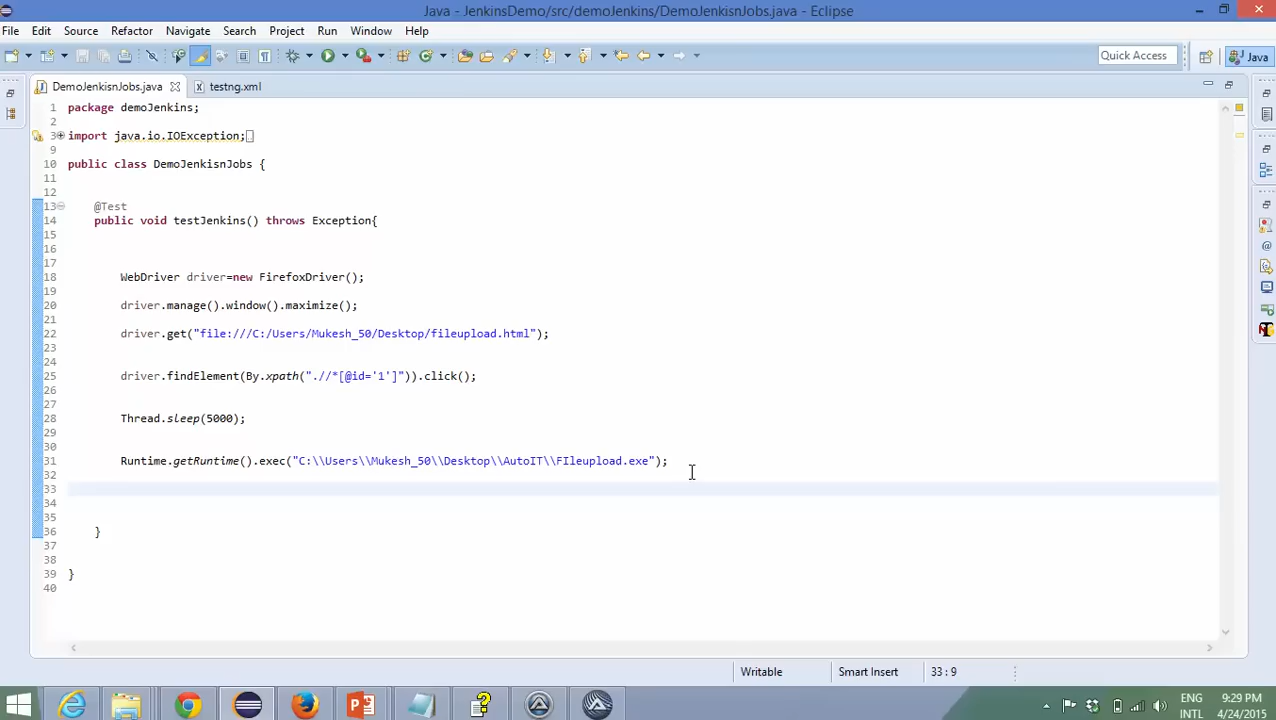 Java - JenkinsDemo/src/demoJenkins/DemoJenkinsJobs.java - Eclipse
File Edit Source Refactor Navigate Search Project Run Window Help
Quick Access Java
DemoJenkisnJobs.java testng.xml
1 package demoJenkins;
2
3 import java.io.IOException;
9
10 public class DemoJenkisnJobs {
11
12
13 @Test
14 public void testJenkins() throws Exception{
15
16
17
18 WebDriver driver=new FirefoxDriver();
19
20 driver.manage().window().maximize();
21
22 driver.get("file:///C:/Users/Mukesh_50/Desktop/fileupload.html");
23
24
25 driver.findElement(By.xpath(".//*[@id='1']")).click();
26
27
28 Thread.sleep(5000);
29
30
31 Runtime.getRuntime().exec("C:\\Users\\Mukesh_50\\Desktop\\AutoIT\\FIleupload.exe");
32
33
34
35
36 }
37
38
39 }
40
Writable Smart Insert 33 : 9
ENG 9:29 PM
INTL 4/24/2015